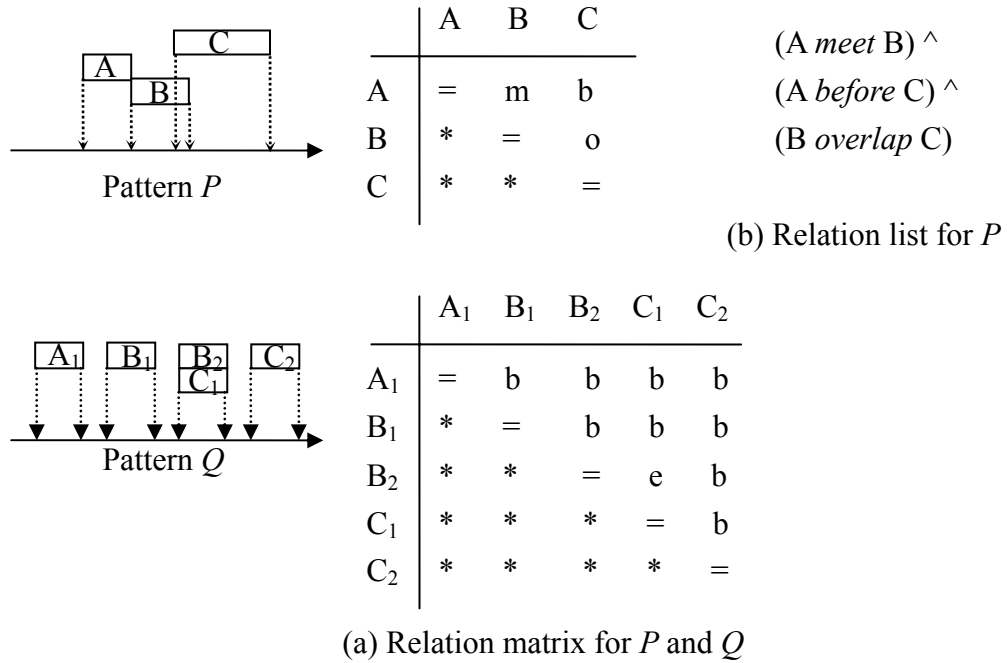 A B C
A = m b
B * = o
C * * =
A
B
C
Pattern P
(A meet B) ^
(A before C) ^
(B overlap C)
(b) Relation list for P
A₁ B₁ B₂ C₁ C₂
A₁ = b b b b
B₁ * = b b b
B₂ * * = e b
C₁ * * * = b
C₂ * * * * =
A₁ B₁ B₂ C₂
C₁
Pattern Q
(a) Relation matrix for P and Q